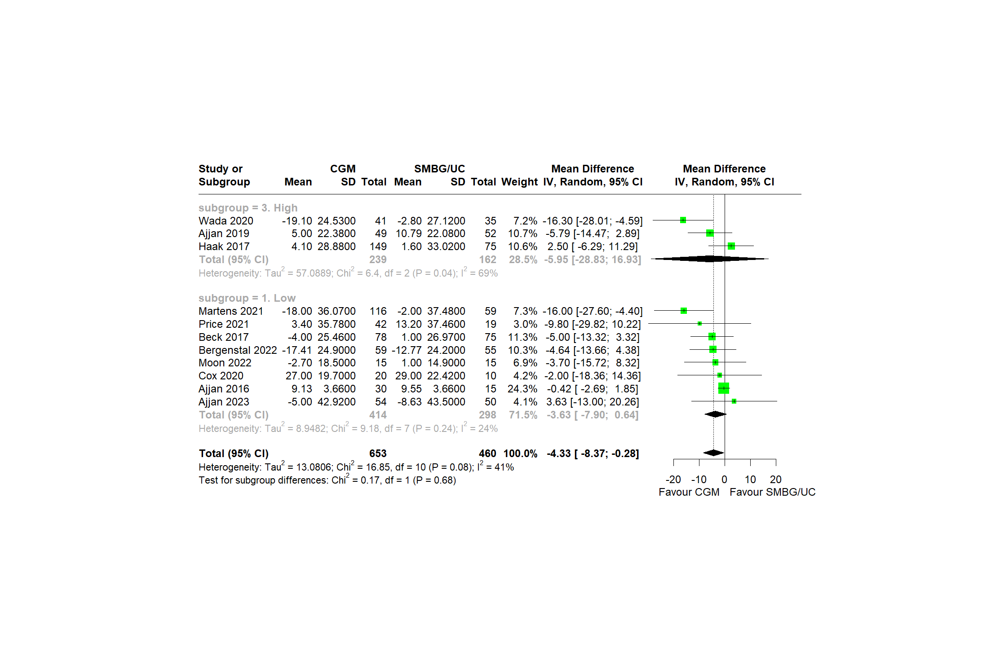 Study or CGM SMBG/UC Mean Difference Mean Difference
Subgroup Mean SD Total Mean SD Total Weight IV, Random, 95% CI IV, Random, 95% CI
subgroup = 3. High
Wada 2020 -19.10 24.5300 41 -2.80 27.1200 35 7.2% -16.30 [-28.01; -4.59]
Ajjan 2019 5.00 22.3800 49 10.79 22.0800 52 10.7% -5.79 [-14.47; 2.89]
Haak 2017 4.10 28.8800 149 1.60 33.0200 75 10.6% 2.50 [ -6.29; 11.29]
Total (95% CI) 239 162 28.5% -5.95 [-28.83; 16.93]
Heterogeneity: Tau² = 57.0889; Chi² = 6.4, df = 2 (P = 0.04); I² = 69%
subgroup = 1. Low
Martens 2021 -18.00 36.0700 116 -2.00 37.4800 59 7.3% -16.00 [-27.60; -4.40]
Price 2021 3.40 35.7800 42 13.20 37.4600 19 3.0% -9.80 [-29.82; 10.22]
Beck 2017 -4.00 25.4600 78 1.00 26.9700 75 11.3% -5.00 [-13.32; 3.32]
Bergenstal 2022 -17.41 24.9000 59 -12.77 24.2000 55 10.3% -4.64 [-13.66; 4.38]
Moon 2022 -2.70 18.5000 15 1.00 14.9000 15 6.9% -3.70 [-15.72; 8.32]
Cox 2020 27.00 19.7000 20 29.00 22.4200 10 4.2% -2.00 [-18.36; 14.36]
Ajjan 2016 9.13 3.6600 30 9.55 3.6600 15 24.3% -0.42 [ -2.69; 1.85]
Ajjan 2023 -5.00 42.9200 54 -8.63 43.5000 50 4.1% 3.63 [-13.00; 20.26]
Total (95% CI) 414 298 71.5% -3.63 [ -7.90; 0.64]
Heterogeneity: Tau² = 8.9482; Chi² = 9.18, df = 7 (P = 0.24); I² = 24%
Total (95% CI) 653 460 100.0% -4.33 [ -8.37; -0.28]
Heterogeneity: Tau² = 13.0806; Chi² = 16.85, df = 10 (P = 0.08); I² = 41%
Test for subgroup differences: Chi² = 0.17, df = 1 (P = 0.68)
-20 -10 0 10 20
Favour CGM Favour SMBG/UC